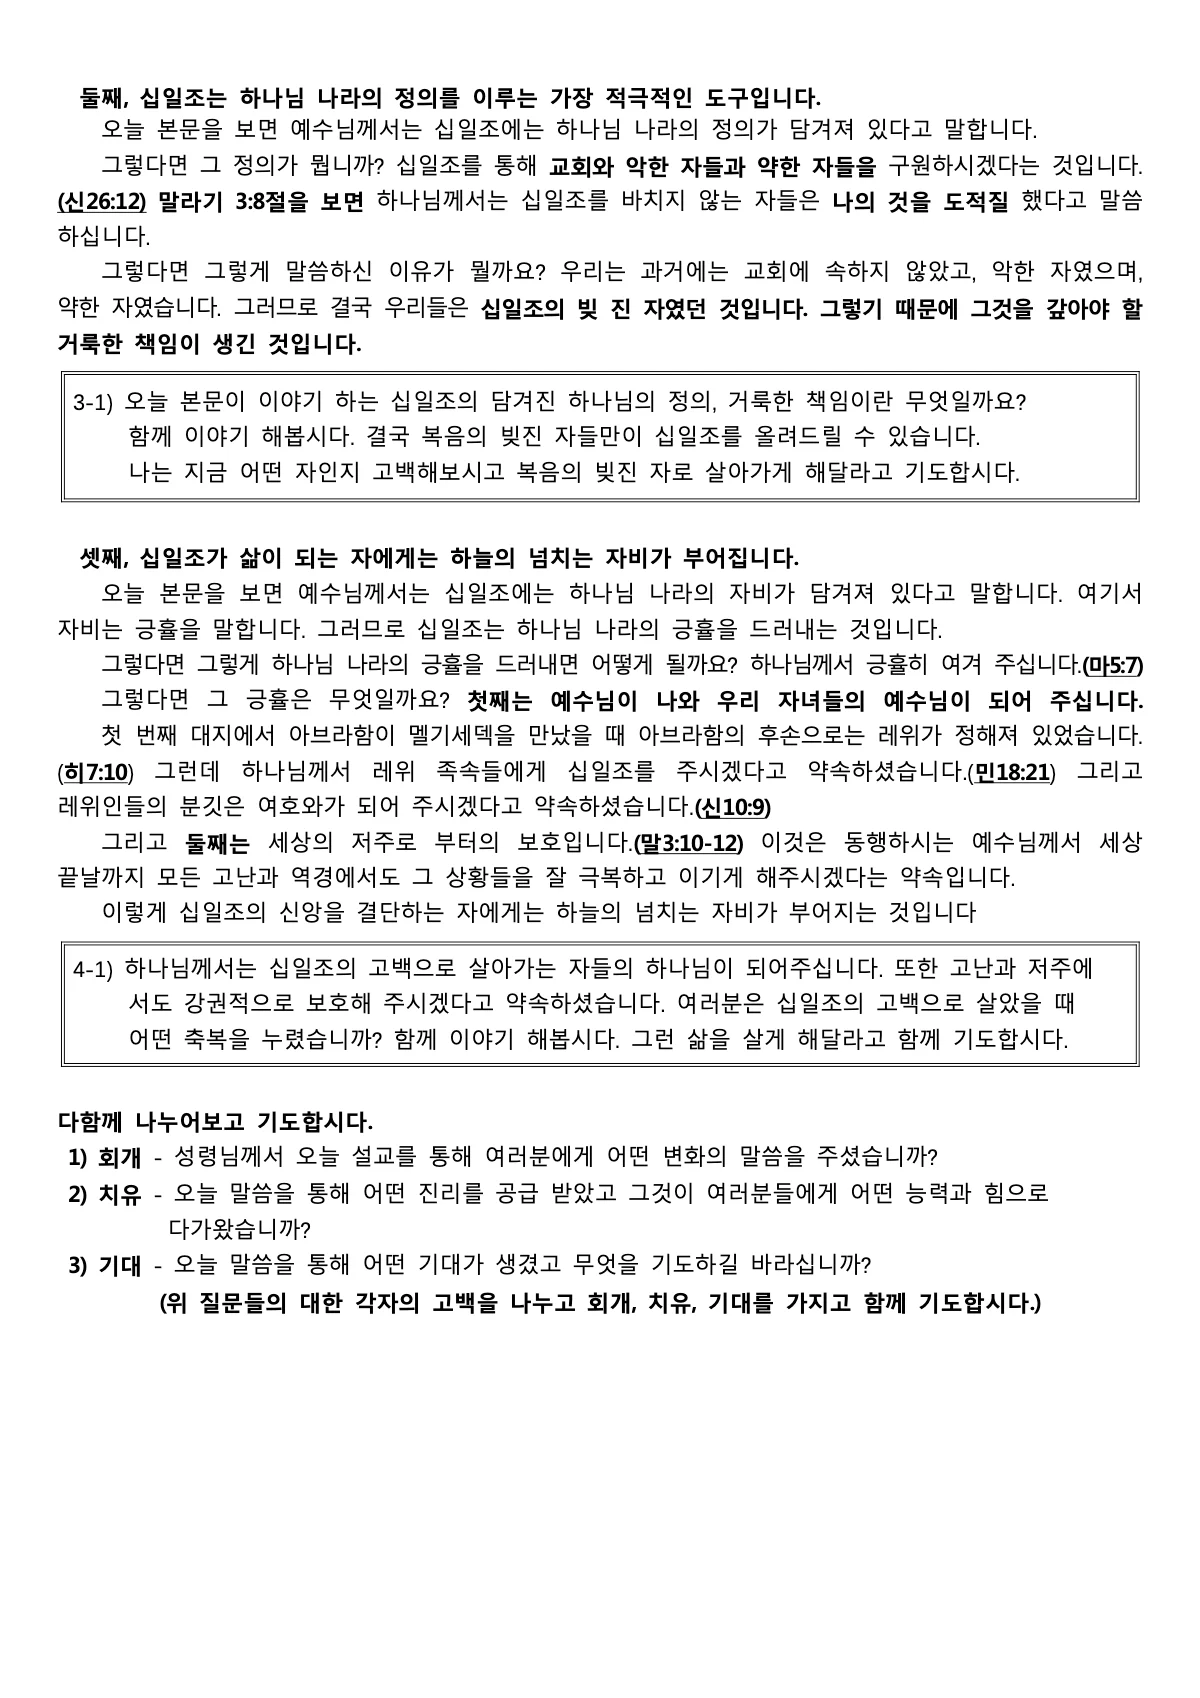 둘째, 십일조는 하나님 나라의 정의를 이루는 가장 적극적인 도구입니다.
오늘 본문을 보면 예수님께서는 십일조에는 하나님 나라의 정의가 담겨져 있다고 말합니다.
그렇다면 그 정의가 뭡니까? 십일조를 통해 교회와 악한 자들과 약한 자들을 구원하시겠다는 것입니다.
(신26:12) 말라기 3:8절을 보면 하나님께서는 십일조를 바치지 않는 자들은 나의 것을 도적질 했다고 말씀
하십니다.
그렇다면 그렇게 말씀하신 이유가 뭘까요? 우리는 과거에는 교회에 속하지 않았고, 악한 자였으며,
약한 자였습니다. 그러므로 결국 우리들은 십일조의 빚 진 자였던 것입니다. 그렇기 때문에 그것을 갚아야 할
거룩한 책임이 생긴 것입니다.
3-1) 오늘 본문이 이야기 하는 십일조의 담겨진 하나님의 정의, 거룩한 책임이란 무엇일까요?
함께 이야기 해봅시다. 결국 복음의 빚진 자들만이 십일조를 올려드릴 수 있습니다.
나는 지금 어떤 자인지 고백해보시고 복음의 빚진 자로 살아가게 해달라고 기도합시다.
셋째, 십일조가 삶이 되는 자에게는 하늘의 넘치는 자비가 부어집니다.
오늘 본문을 보면 예수님께서는 십일조에는 하나님 나라의 자비가 담겨져 있다고 말합니다. 여기서
자비는 긍휼을 말합니다. 그러므로 십일조는 하나님 나라의 긍휼을 드러내는 것입니다.
그렇다면 그렇게 하나님 나라의 긍휼을 드러내면 어떻게 될까요? 하나님께서 긍휼히 여겨 주십니다.(마5:7)
그렇다면 그 긍휼은 무엇일까요? 첫째는 예수님이 나와 우리 자녀들의 예수님이 되어 주십니다.
첫 번째 대지에서 아브라함이 멜기세덱을 만났을 때 아브라함의 후손으로는 레위가 정해져 있었습니다.
(히7:10) 그런데 하나님께서 레위 족속들에게 십일조를 주시겠다고 약속하셨습니다.(민18:21) 그리고
레위인들의 분깃은 여호와가 되어 주시겠다고 약속하셨습니다.(신10:9)
그리고 둘째는 세상의 저주로 부터의 보호입니다.(말3:10-12) 이것은 동행하시는 예수님께서 세상
끝날까지 모든 고난과 역경에서도 그 상황들을 잘 극복하고 이기게 해주시겠다는 약속입니다.
이렇게 십일조의 신앙을 결단하는 자에게는 하늘의 넘치는 자비가 부어지는 것입니다
4-1) 하나님께서는 십일조의 고백으로 살아가는 자들의 하나님이 되어주십니다. 또한 고난과 저주에
서도 강권적으로 보호해 주시겠다고 약속하셨습니다. 여러분은 십일조의 고백으로 살았을 때
어떤 축복을 누렸습니까? 함께 이야기 해봅시다. 그런 삶을 살게 해달라고 함께 기도합시다.
다함께 나누어보고 기도합시다.
1) 회개 - 성령님께서 오늘 설교를 통해 여러분에게 어떤 변화의 말씀을 주셨습니까?
2) 치유 - 오늘 말씀을 통해 어떤 진리를 공급 받았고 그것이 여러분들에게 어떤 능력과 힘으로
다가왔습니까?
3) 기대 - 오늘 말씀을 통해 어떤 기대가 생겼고 무엇을 기도하길 바라십니까?
(위 질문들의 대한 각자의 고백을 나누고 회개, 치유, 기대를 가지고 함께 기도합시다.)